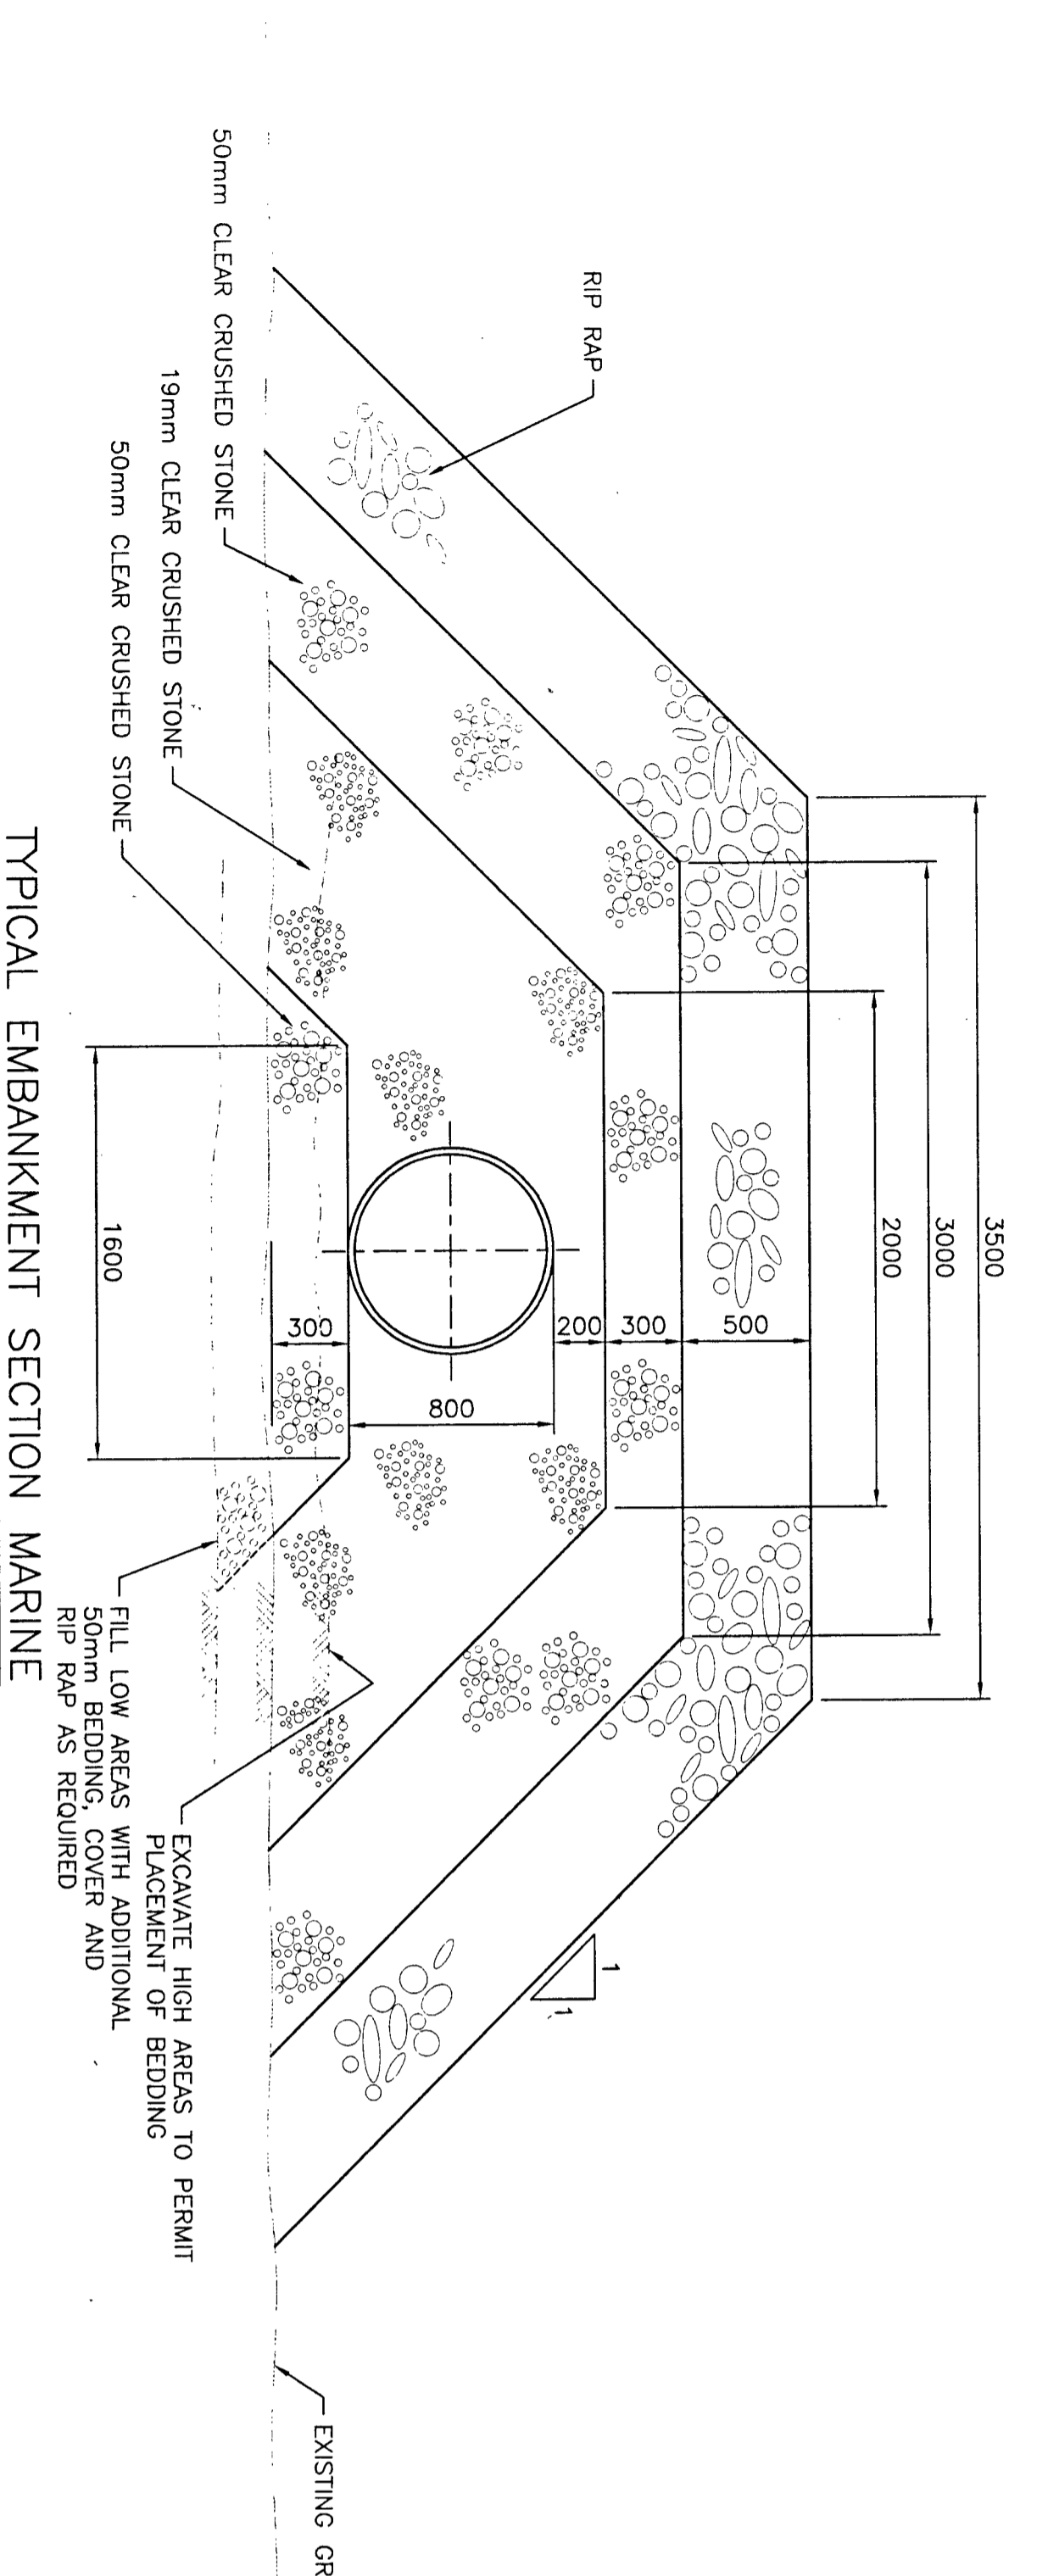 3500
3000
2000
500
300
200
800
300
1600
1
1
RIP RAP
50mm CLEAR CRUSHED STONE
19mm CLEAR CRUSHED STONE
50mm CLEAR CRUSHED STONE
EXISTING GR
EXCAVATE HIGH AREAS TO PERMIT
PLACEMENT OF BEDDING
FILL LOW AREAS WITH ADDITIONAL
50mm BEDDING, COVER AND
RIP RAP AS REQUIRED
TYPICAL EMBANKMENT SECTION MARINE